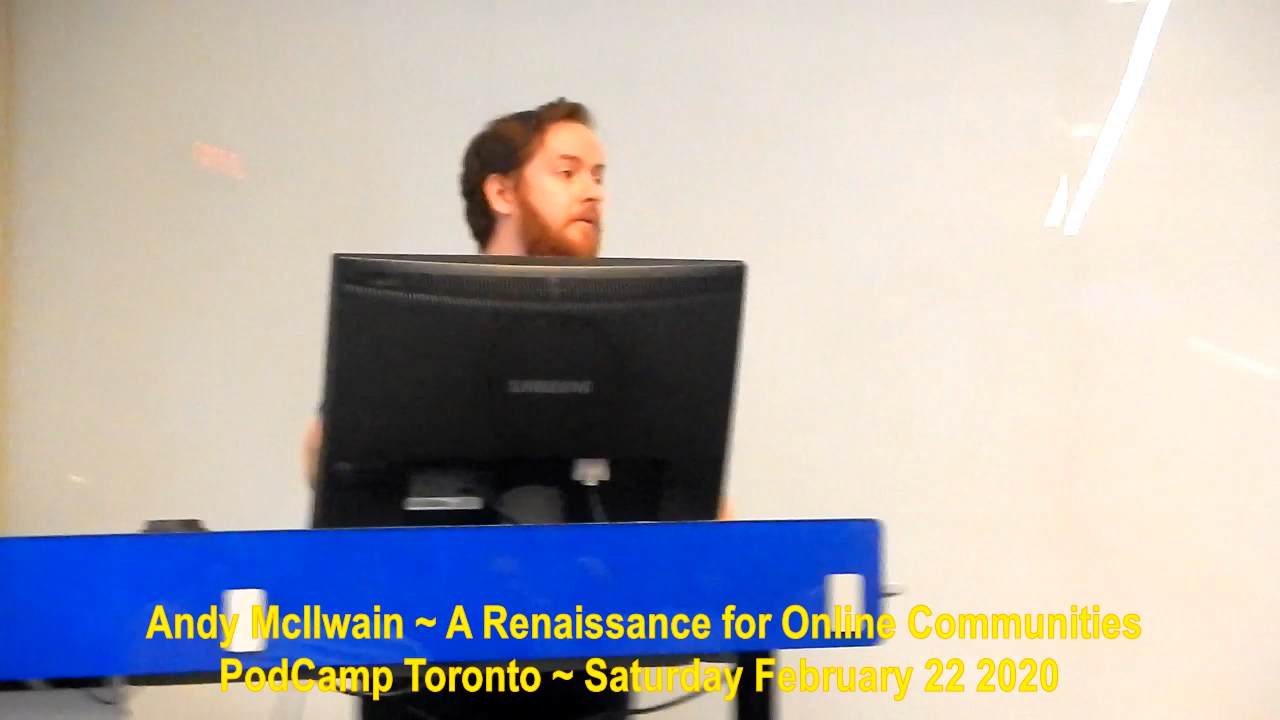 SAMSUNG
Andy McIlwain ~ A Renaissance for Online Communities
PodCamp Toronto ~ Saturday February 22 2020